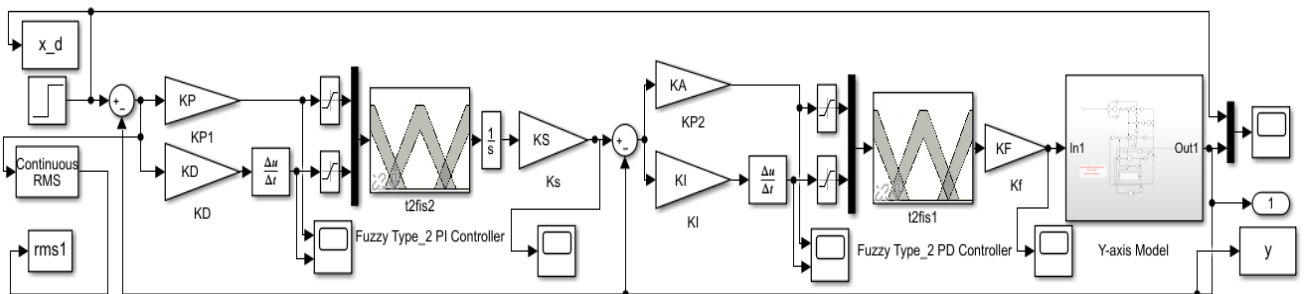 x_d
+
−
KP
KP1
KD
KD
Δu
Δt
Continuous
RMS
rms1
t2fis2
Fuzzy Type_2 PI Controller
1
s
KS
Ks
+
−
KA
KP2
KI
KI
Δu
Δt
t2fis1
Fuzzy Type_2 PD Controller
KF
Kf
In1
Out1
Y-axis Model
1
y